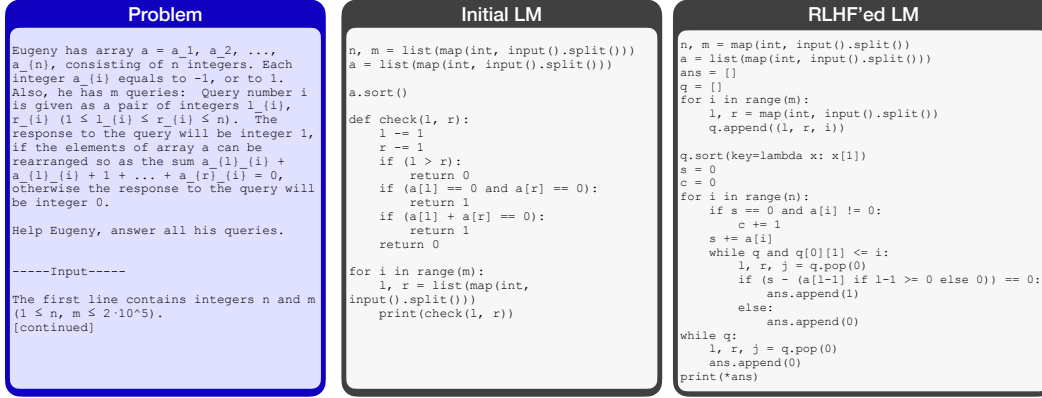 Problem
Eugeny has array a = a_1, a_2, ...,
a_{n}, consisting of n integers. Each
integer a_{i} equals to -1, or to 1.
Also, he has m queries:  Query number i
is given as a pair of integers l_{i},
r_{i} (1 ≤ l_{i} ≤ r_{i} ≤ n).  The
response to the query will be integer 1,
if the elements of array a can be
rearranged so as the sum a_{l}_{i} +
a_{l}_{i} + 1 + ... + a_{r}_{i} = 0,
otherwise the response to the query will
be integer 0.
Help Eugeny, answer all his queries.
-----Input-----
The first line contains integers n and m
(1 ≤ n, m ≤ 2·10^5).
[continued]
Initial LM
n, m = list(map(int, input().split()))
a = list(map(int, input().split()))
a.sort()
def check(l, r):
    l -= 1
    r -= 1
    if (l > r):
        return 0
    if (a[l] == 0 and a[r] == 0):
        return 1
    if (a[l] + a[r] == 0):
        return 1
    return 0
for i in range(m):
    l, r = list(map(int,
input().split()))
    print(check(l, r))
RLHF'ed LM
n, m = map(int, input().split())
a = list(map(int, input().split()))
ans = []
q = []
for i in range(m):
    l, r = map(int, input().split())
    q.append((l, r, i))
q.sort(key=lambda x: x[1])
s = 0
c = 0
for i in range(n):
    if s == 0 and a[i] != 0:
        c += 1
    s += a[i]
    while q and q[0][1] <= i:
        l, r, j = q.pop(0)
        if (s - (a[l-1] if l-1 >= 0 else 0)) == 0:
            ans.append(1)
        else:
            ans.append(0)
while q:
    l, r, j = q.pop(0)
    ans.append(0)
print(*ans)